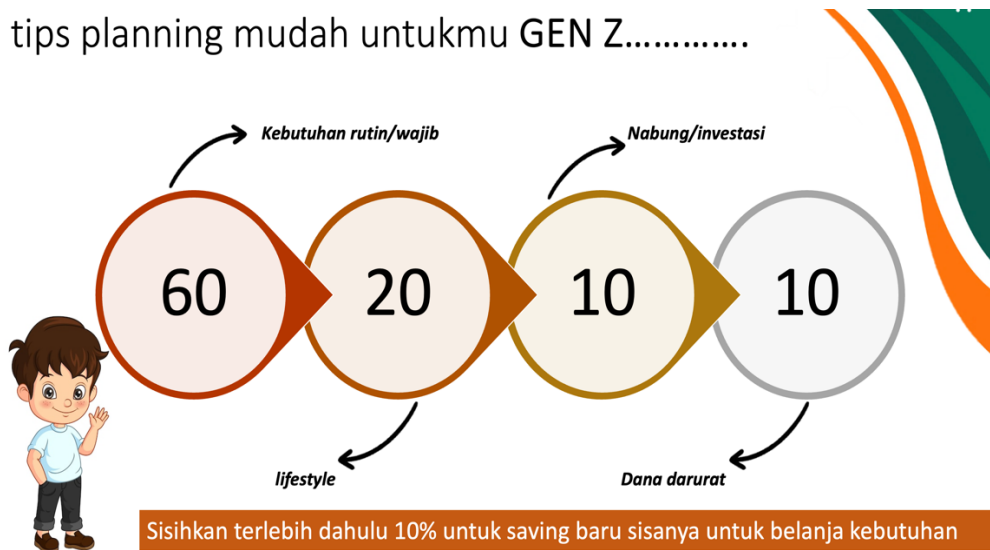 tips planning mudah untukmu GEN Z.............
Kebutuhan rutin/wajib
Nabung/investasi
60
20
10
10
lifestyle
Dana darurat
Sisihkan terlebih dahulu 10% untuk saving baru sisanya untuk belanja kebutuhan